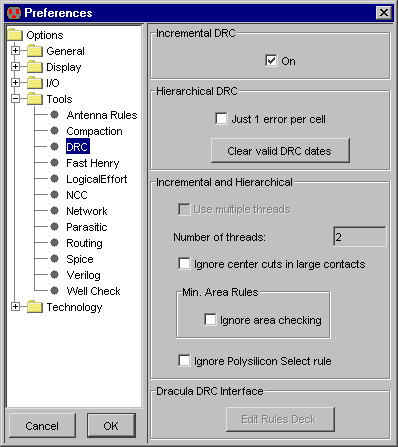 Preferences
Options
General
Display
I/O
Tools
Antenna Rules
Compaction
DRC
Fast Henry
LogicalEffort
NCC
Network
Parasitic
Routing
Spice
Verilog
Well Check
Technology
Cancel
OK
Incremental DRC
On
Hierarchical DRC
Just 1 error per cell
Clear valid DRC dates
Incremental and Hierarchical
Use multiple threads
Number of threads: 2
Ignore center cuts in large contacts
Min. Area Rules
Ignore area checking
Ignore Polysilicon Select rule
Dracula DRC Interface
Edit Rules Deck